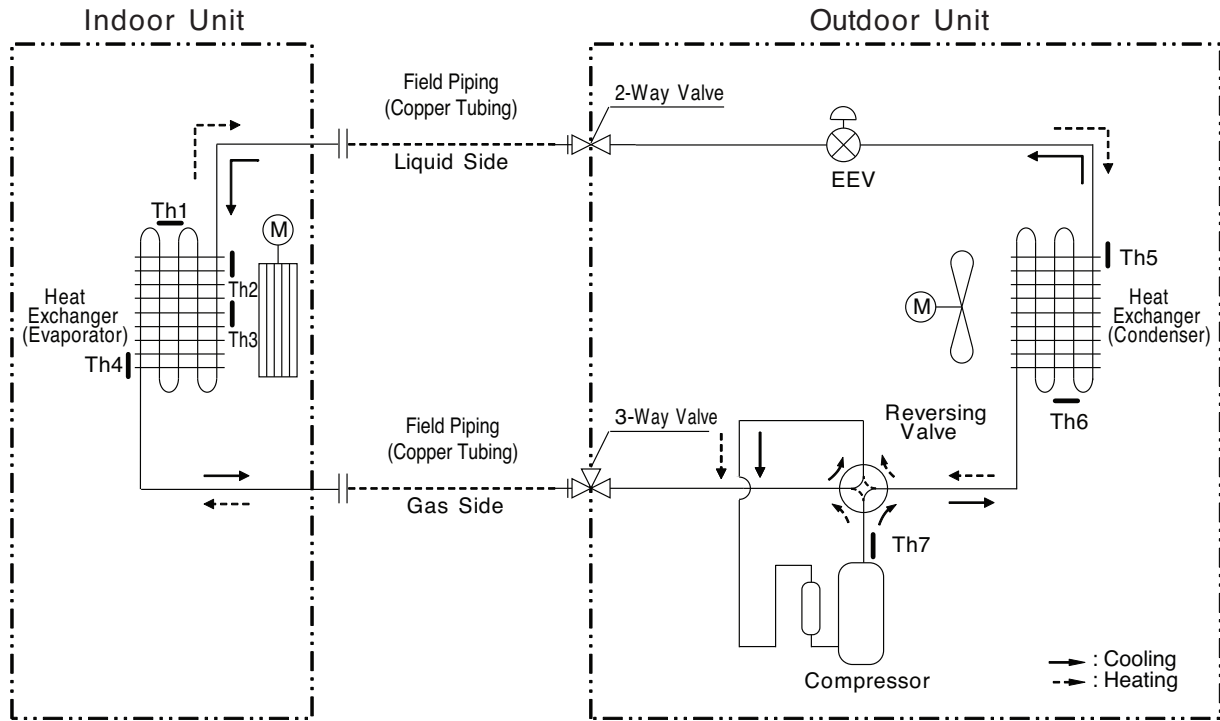 Indoor Unit
Outdoor Unit
Field Piping
(Copper Tubing)
2-Way Valve
Liquid Side
EEV
Th1
M
Th2
Th3
Heat
Exchanger
(Evaporator)
Th4
M
Th5
Heat
Exchanger
(Condenser)
Th6
Field Piping
(Copper Tubing)
3-Way Valve
Reversing
Valve
Gas Side
Th7
Compressor
: Cooling
: Heating